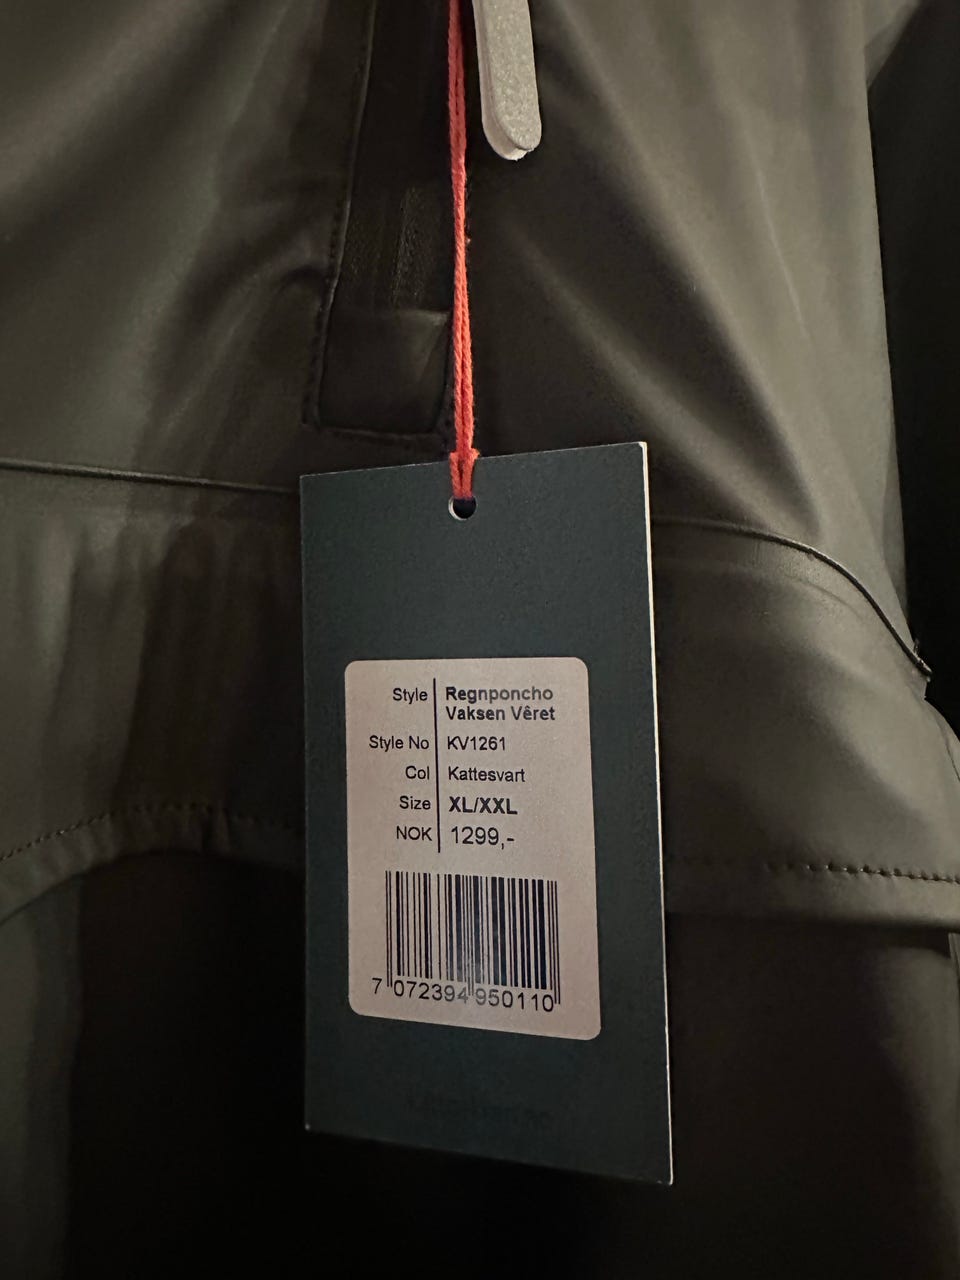 Style Regnponcho
Vaksen Vêret
Style No KV1261
Col Kattesvart
Size XL/XXL
NOK 1299,-
7 072394 950110